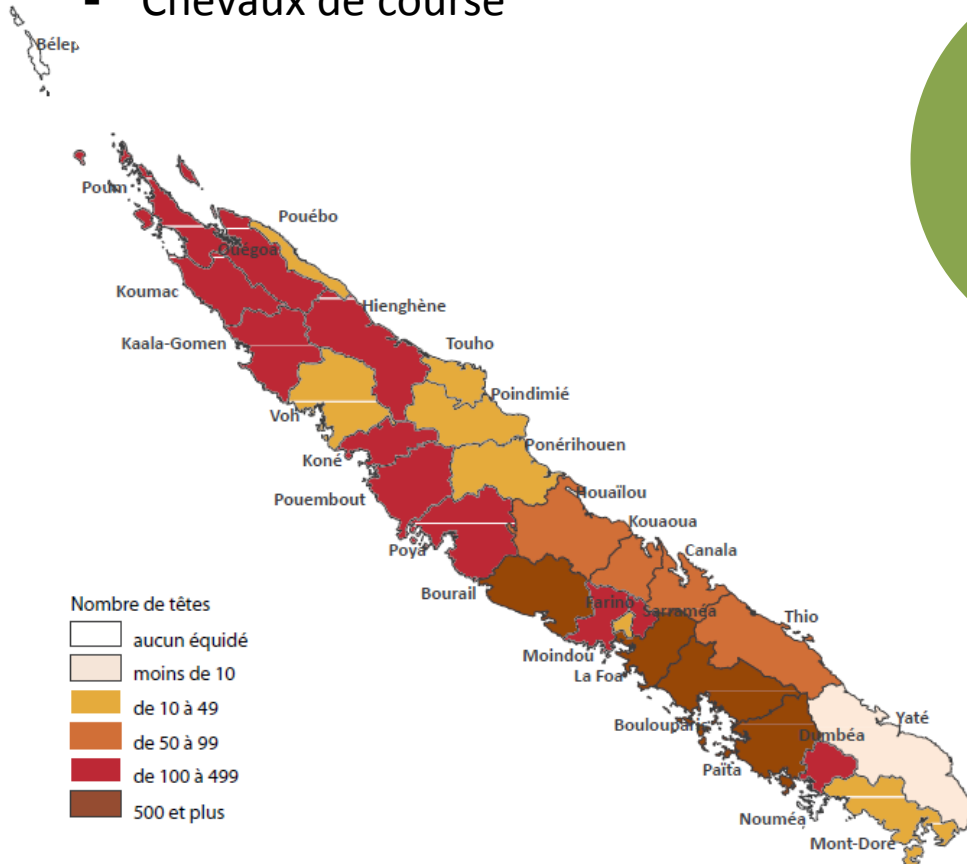 - Chevaux de course
Bélep
Poum
Pouébo
Ouégoa
Koumac
Hienghène
Kaala-Gomen
Touho
Poindimié
Voh
Ponérihouen
Koné
Pouembout
Houaïlou
Kouaoua
Poya
Canala
Bourail
Farino
Sarraméa
Thio
Moindou
La Foa
Boulouparis
Yaté
Dumbéa
Païta
Nouméa
Mont-Dore
Nombre de têtes
aucun équidé
moins de 10
de 10 à 49
de 50 à 99
de 100 à 499
500 et plus